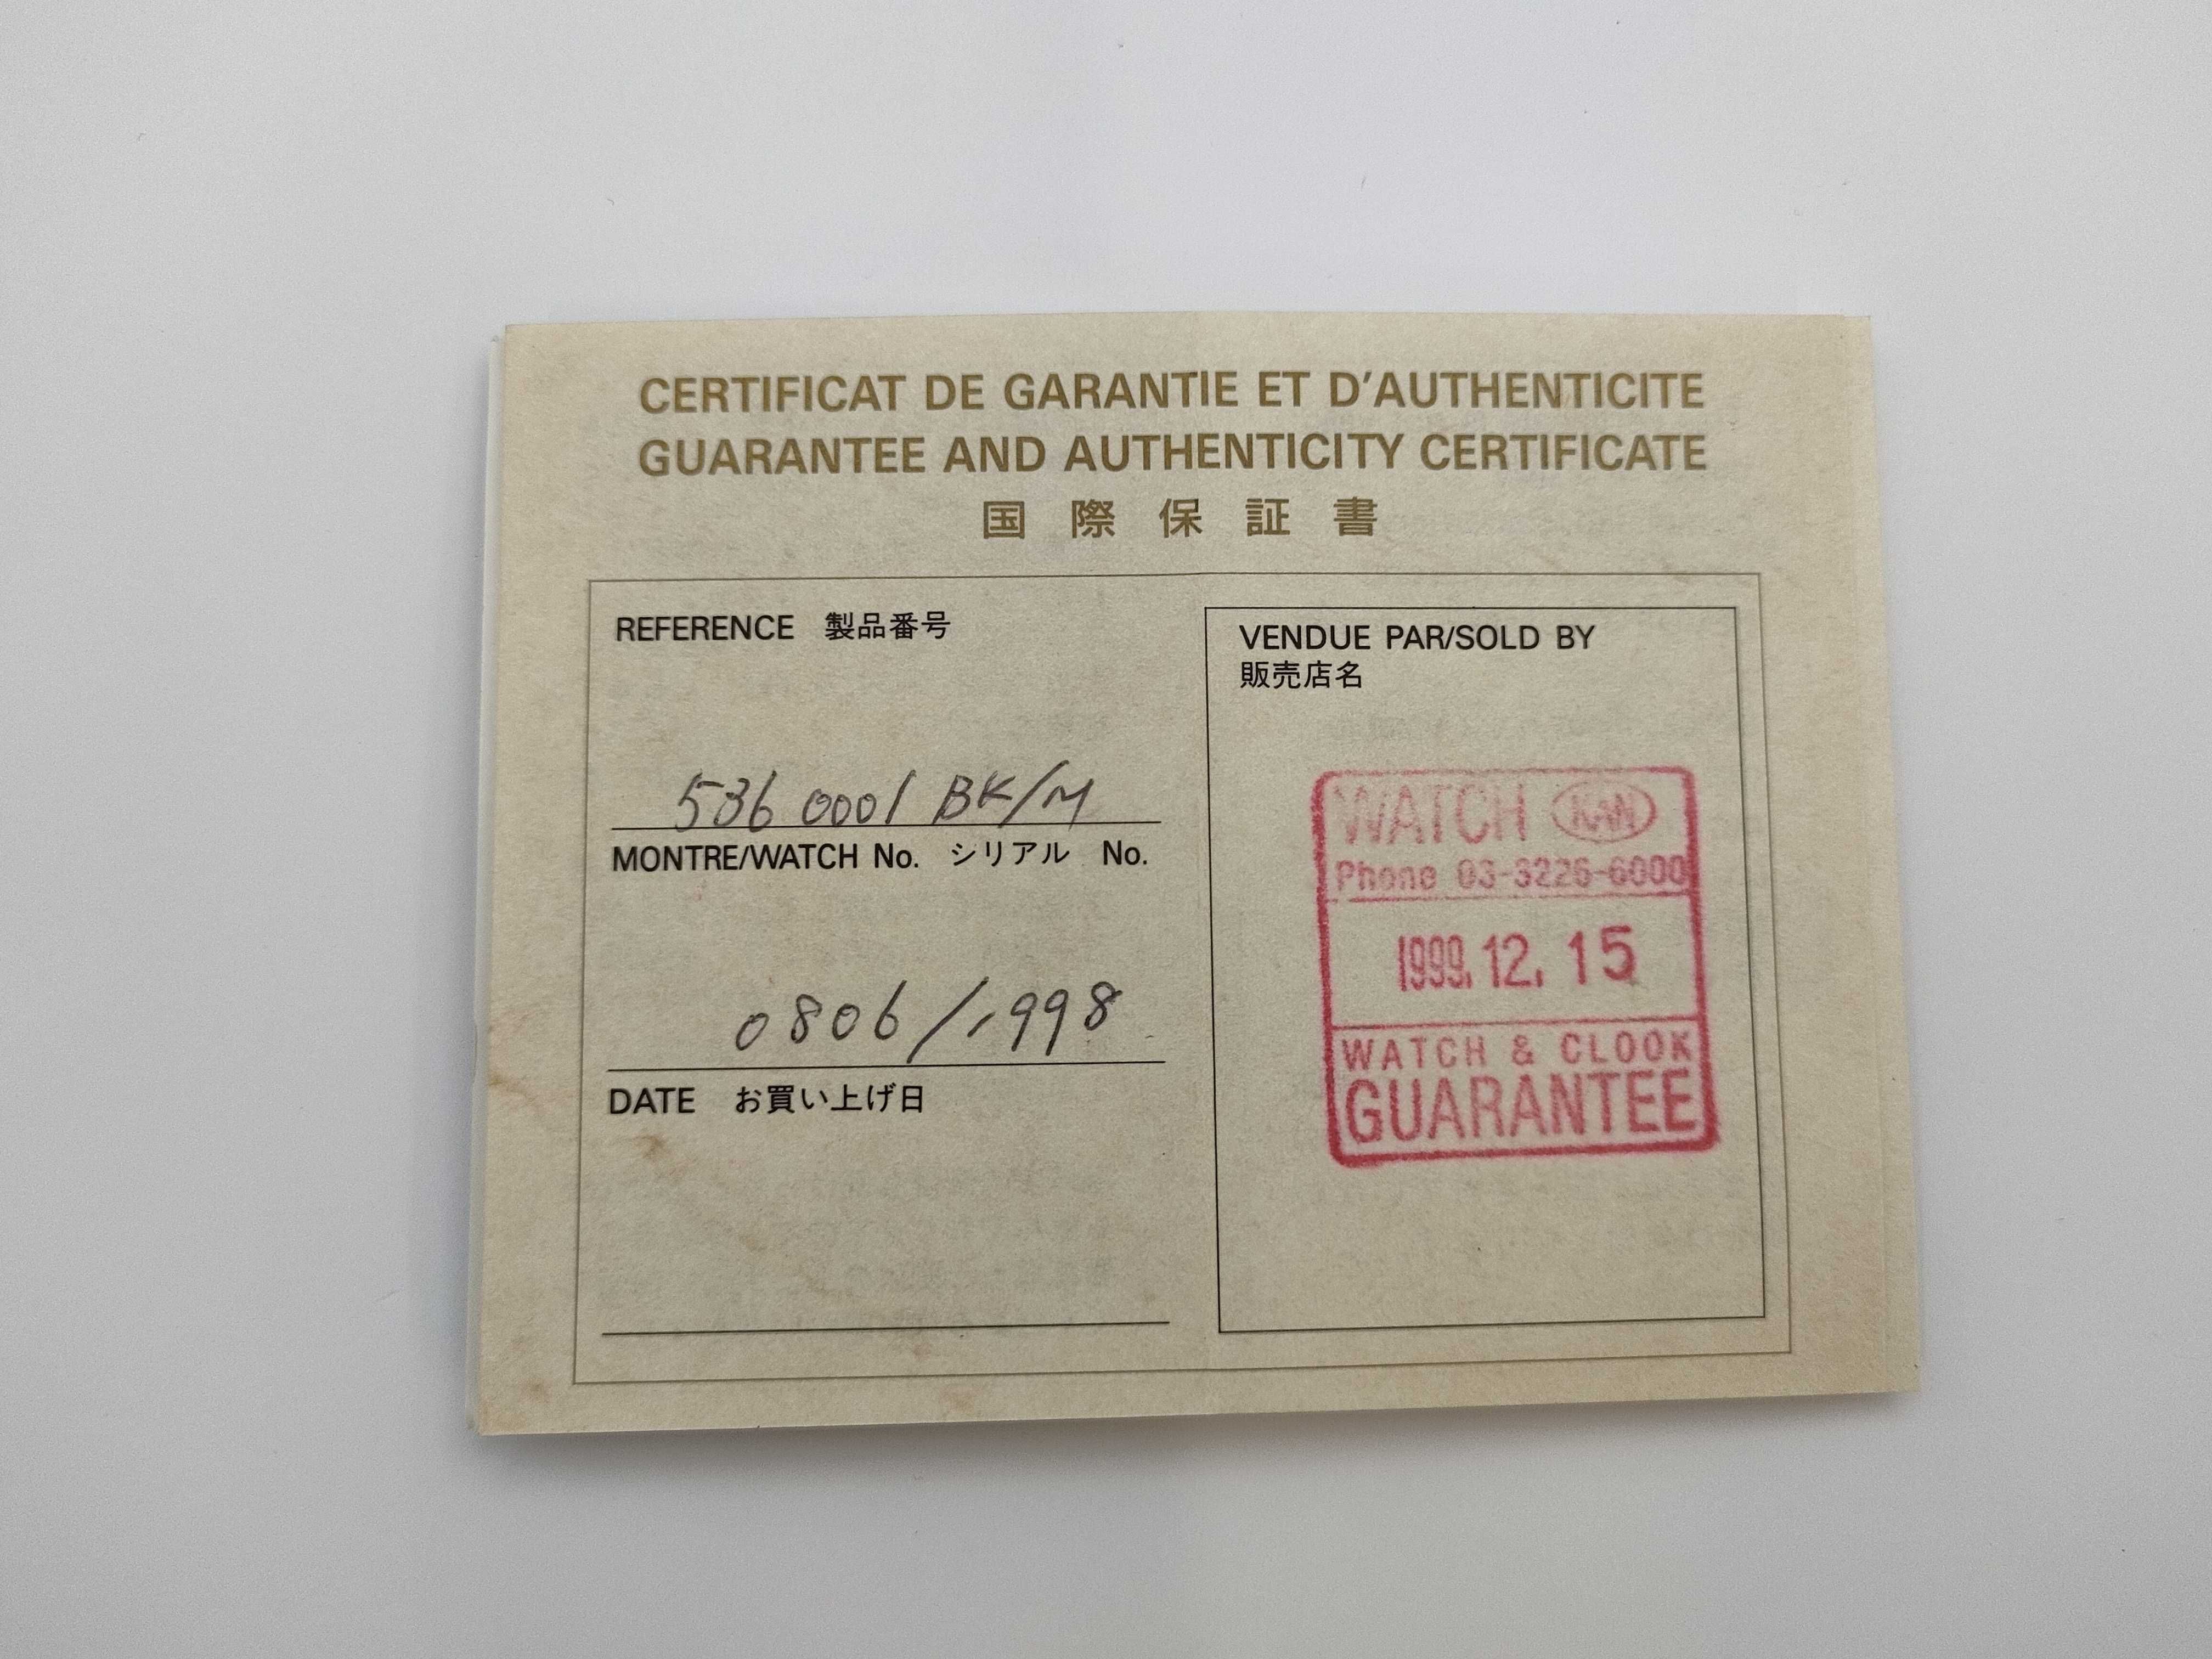 CERTIFICAT DE GARANTIE ET D'AUTHENTICITE
GUARANTEE AND AUTHENTICITY CERTIFICATE
国際保証書
REFERENCE 製品番号
536 0001 BK/M
MONTRE/WATCH No. シリアル No.
0806/1998
DATE お買い上げ日
VENDUE PAR/SOLD BY
販売店名
WATCH KAN
Phone 03-3226-6000
1999.12.15
WATCH & CLOOK
GUARANTEE